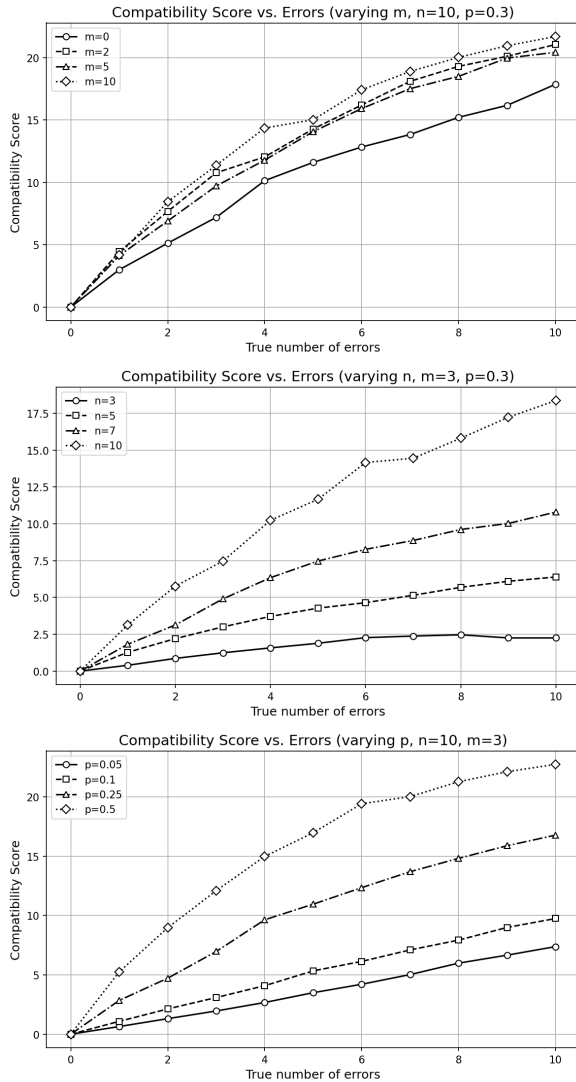 Compatibility Score vs. Errors (varying m, n=10, p=0.3)
m=0
m=2
m=5
m=10
Compatibility Score
20
15
10
5
0
0 2 4 6 8 10
True number of errors
Compatibility Score vs. Errors (varying n, m=3, p=0.3)
n=3
n=5
n=7
n=10
Compatibility Score
17.5
15.0
12.5
10.0
7.5
5.0
2.5
0.0
0 2 4 6 8 10
True number of errors
Compatibility Score vs. Errors (varying p, n=10, m=3)
p=0.05
p=0.1
p=0.25
p=0.5
Compatibility Score
20
15
10
5
0
0 2 4 6 8 10
True number of errors